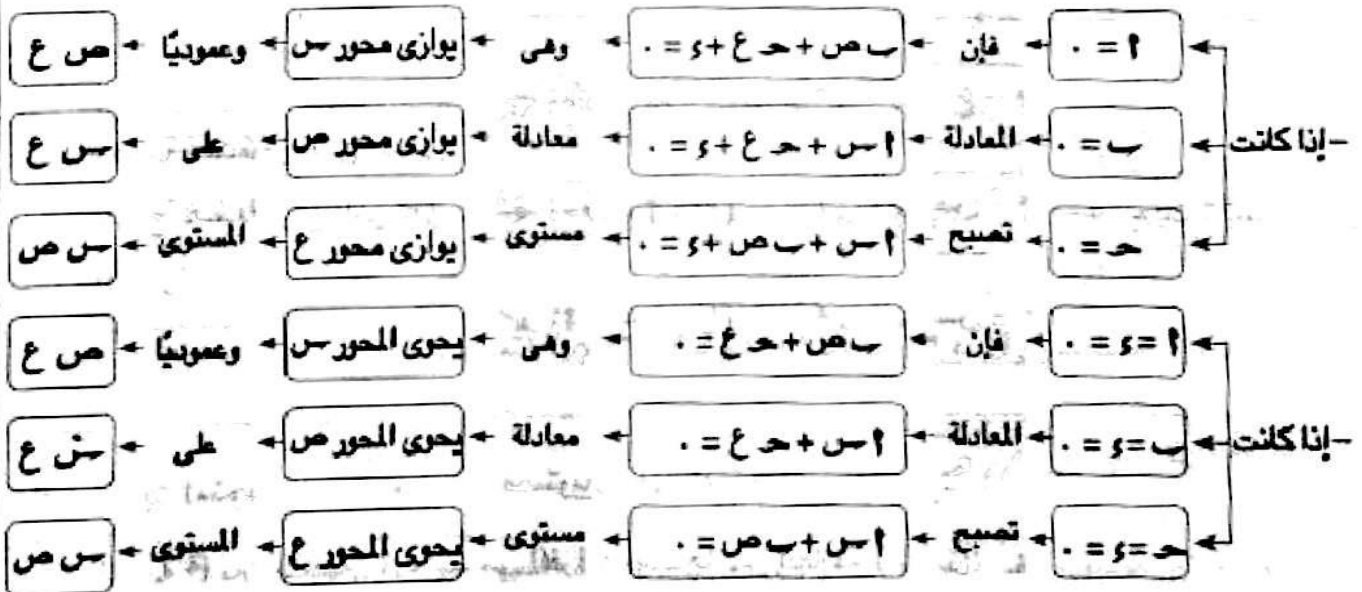 ا = ٠ فإن ب ص + حـ ع + ء = ٠ وهى يوازى محور س وعموديًا ص ع
– إذا كانت ب = ٠ المعادلة ا س + حـ ع + ء = ٠ معادلة يوازى محور ص على س ع
حـ = ٠ تصبح ا س + ب ص + ء = ٠ مستوى يوازى محور ع المستوى س ص
ا = ء = ٠ فإن ب ص + حـ ع = ٠ وهى يحوى المحور س وعموديًا ص ع
– إذا كانت ب = ء = ٠ المعادلة ا س + حـ ع = ٠ معادلة يحوى المحور ص على س ع
حـ = ء = ٠ تصبح ا س + ب ص = ٠ مستوى يحوى المحور ع المستوى س ص